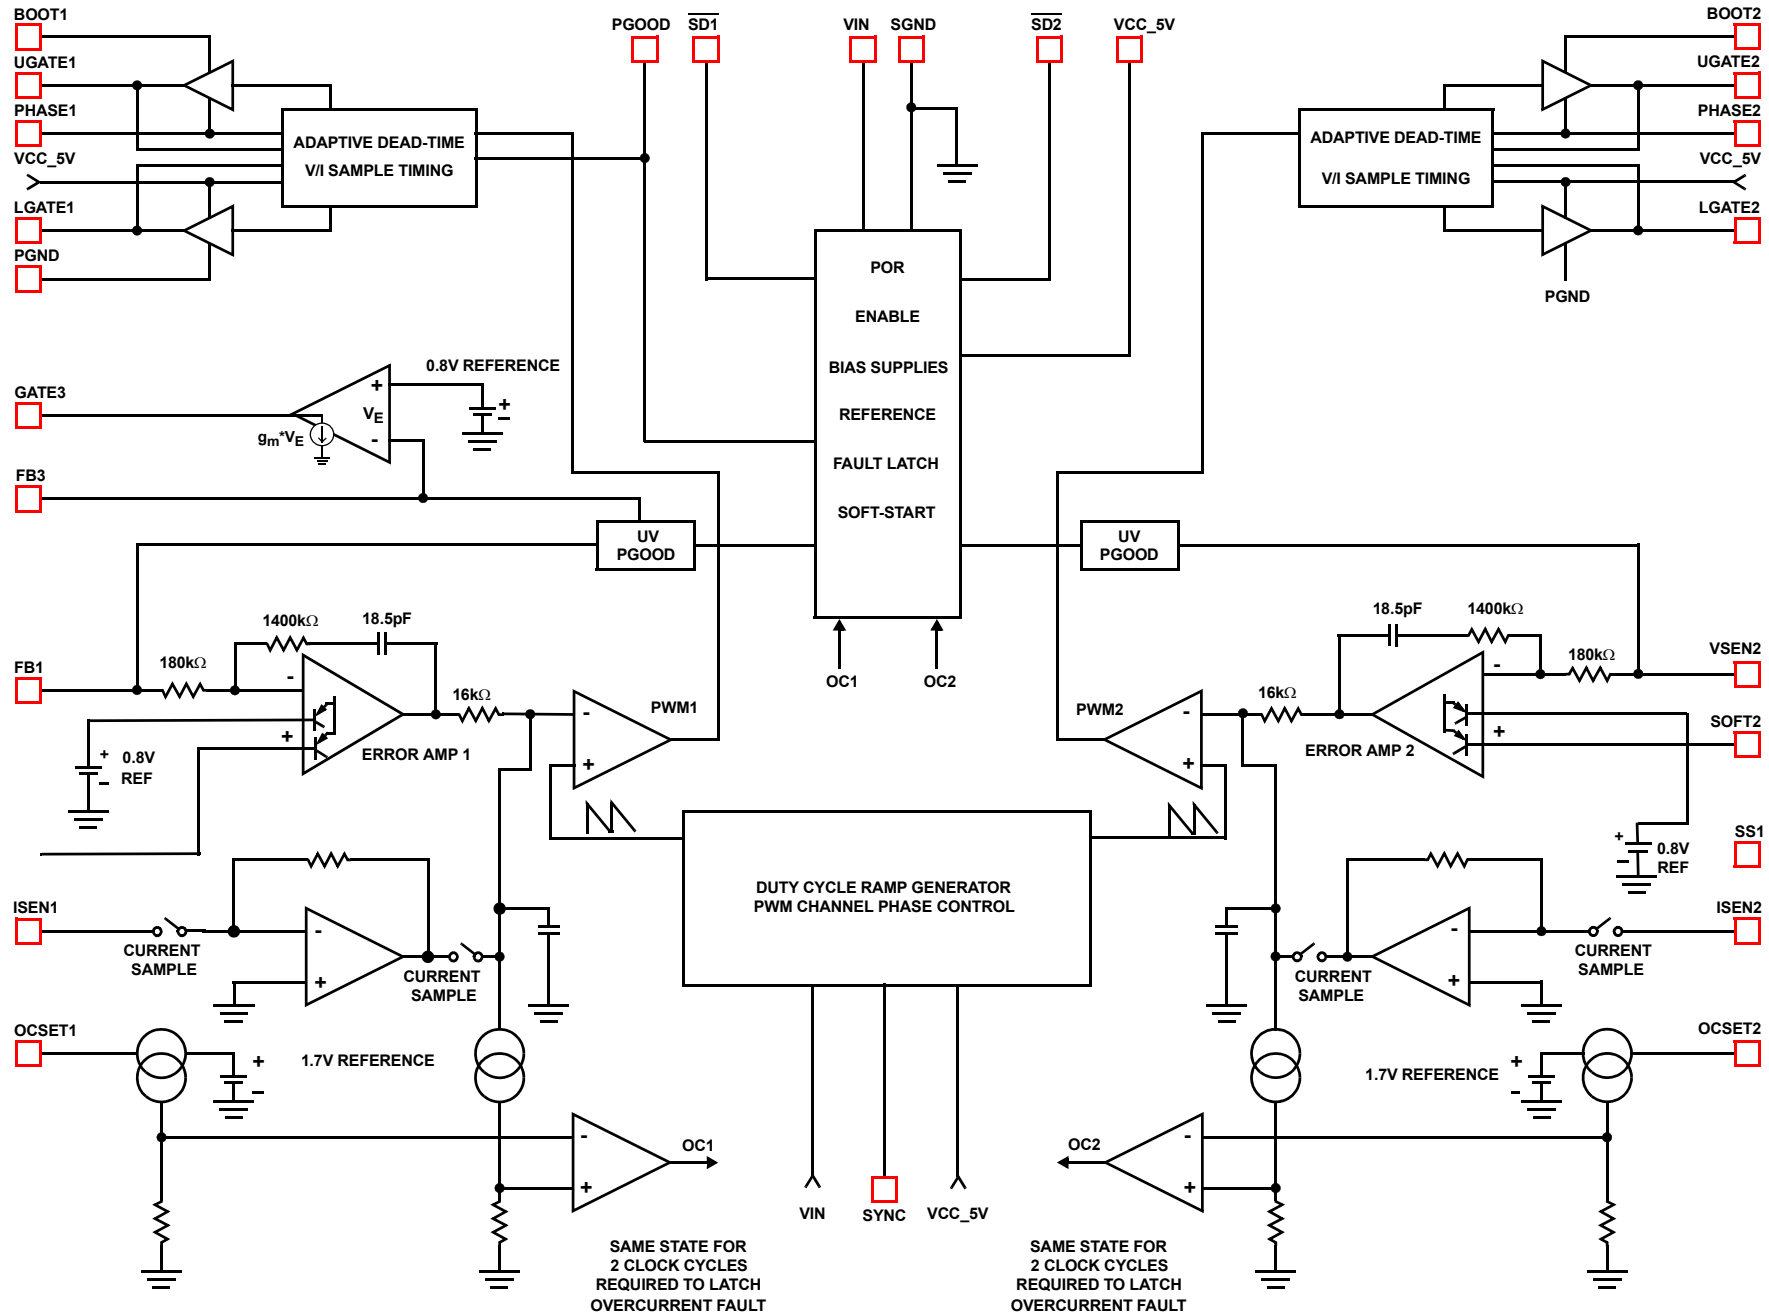 BOOT1
UGATE1
PHASE1
VCC_5V
LGATE1
PGND
ADAPTIVE DEAD-TIME
V/I SAMPLE TIMING
PGOOD
SD1
VIN
SGND
SD2
VCC_5V
BOOT2
UGATE2
PHASE2
VCC_5V
LGATE2
ADAPTIVE DEAD-TIME
V/I SAMPLE TIMING
PGND
POR
ENABLE
BIAS SUPPLIES
REFERENCE
FAULT LATCH
SOFT-START
GATE3
FB3
0.8V REFERENCE
+
VE
-
gm*VE
+
-
UV
PGOOD
UV
PGOOD
OC1
OC2
1400kΩ
18.5pF
180kΩ
FB1
-
+
16kΩ
ERROR AMP 1
+
-
0.8V
REF
-
+
PWM1
18.5pF
1400kΩ
180kΩ
VSEN2
-
+
16kΩ
ERROR AMP 2
SOFT2
PWM2
-
+
+
-
0.8V
REF
SS1
DUTY CYCLE RAMP GENERATOR
PWM CHANNEL PHASE CONTROL
ISEN1
CURRENT
SAMPLE
-
+
CURRENT
SAMPLE
ISEN2
CURRENT
SAMPLE
-
+
CURRENT
SAMPLE
OCSET1
+
-
1.7V REFERENCE
OCSET2
+
-
1.7V REFERENCE
-
+
OC1
OC2
-
+
VIN
SYNC
VCC_5V
SAME STATE FOR
2 CLOCK CYCLES
REQUIRED TO LATCH
OVERCURRENT FAULT
SAME STATE FOR
2 CLOCK CYCLES
REQUIRED TO LATCH
OVERCURRENT FAULT